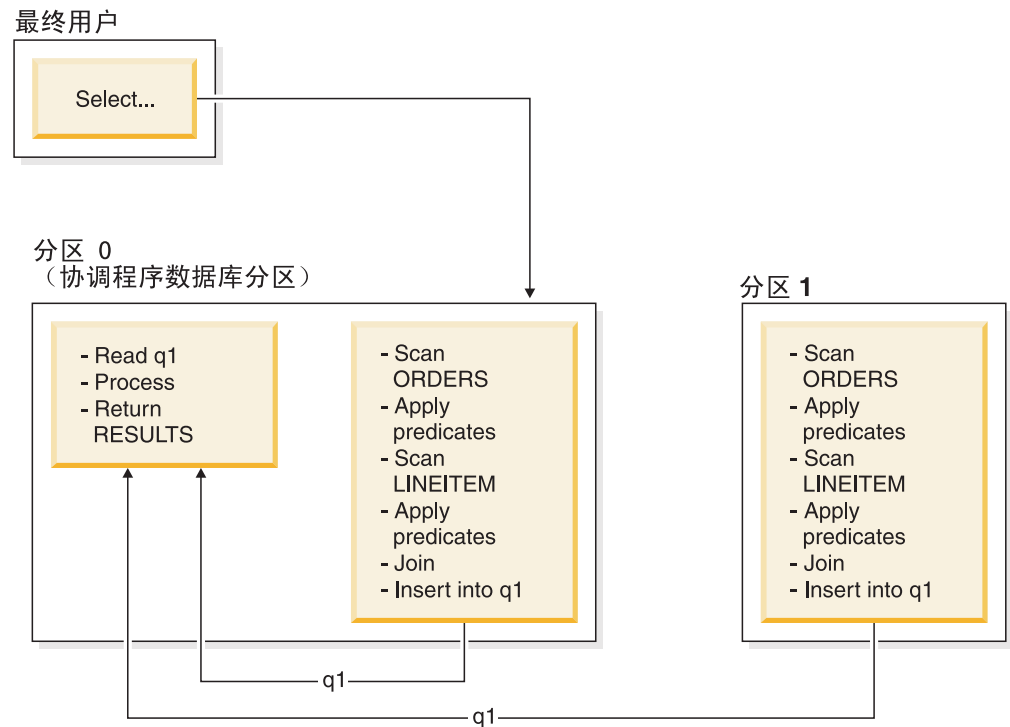 最终用户
Select...
分区 0
（协调程序数据库分区）
- Read q1
- Process
- Return
RESULTS
- Scan
ORDERS
- Apply
predicates
- Scan
LINEITEM
- Apply
predicates
- Join
- Insert into q1
分区 1
- Scan
ORDERS
- Apply
predicates
- Scan
LINEITEM
- Apply
predicates
- Join
- Insert into q1
q1
q1